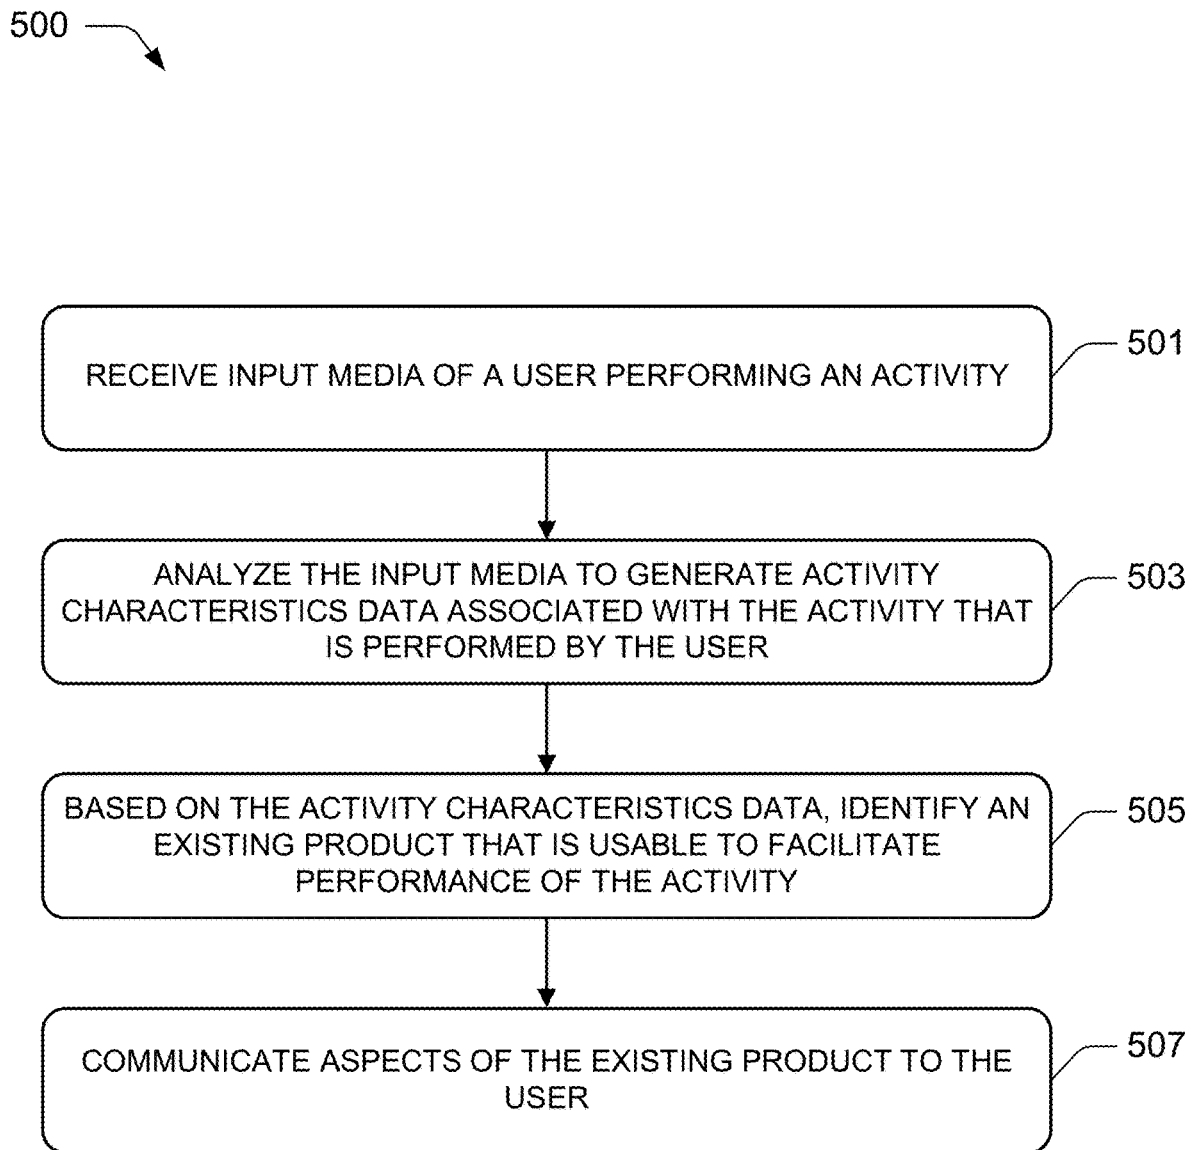 500
RECEIVE INPUT MEDIA OF A USER PERFORMING AN ACTIVITY
501
ANALYZE THE INPUT MEDIA TO GENERATE ACTIVITY
CHARACTERISTICS DATA ASSOCIATED WITH THE ACTIVITY THAT
IS PERFORMED BY THE USER
503
BASED ON THE ACTIVITY CHARACTERISTICS DATA, IDENTIFY AN
EXISTING PRODUCT THAT IS USABLE TO FACILITATE
PERFORMANCE OF THE ACTIVITY
505
COMMUNICATE ASPECTS OF THE EXISTING PRODUCT TO THE
USER
507